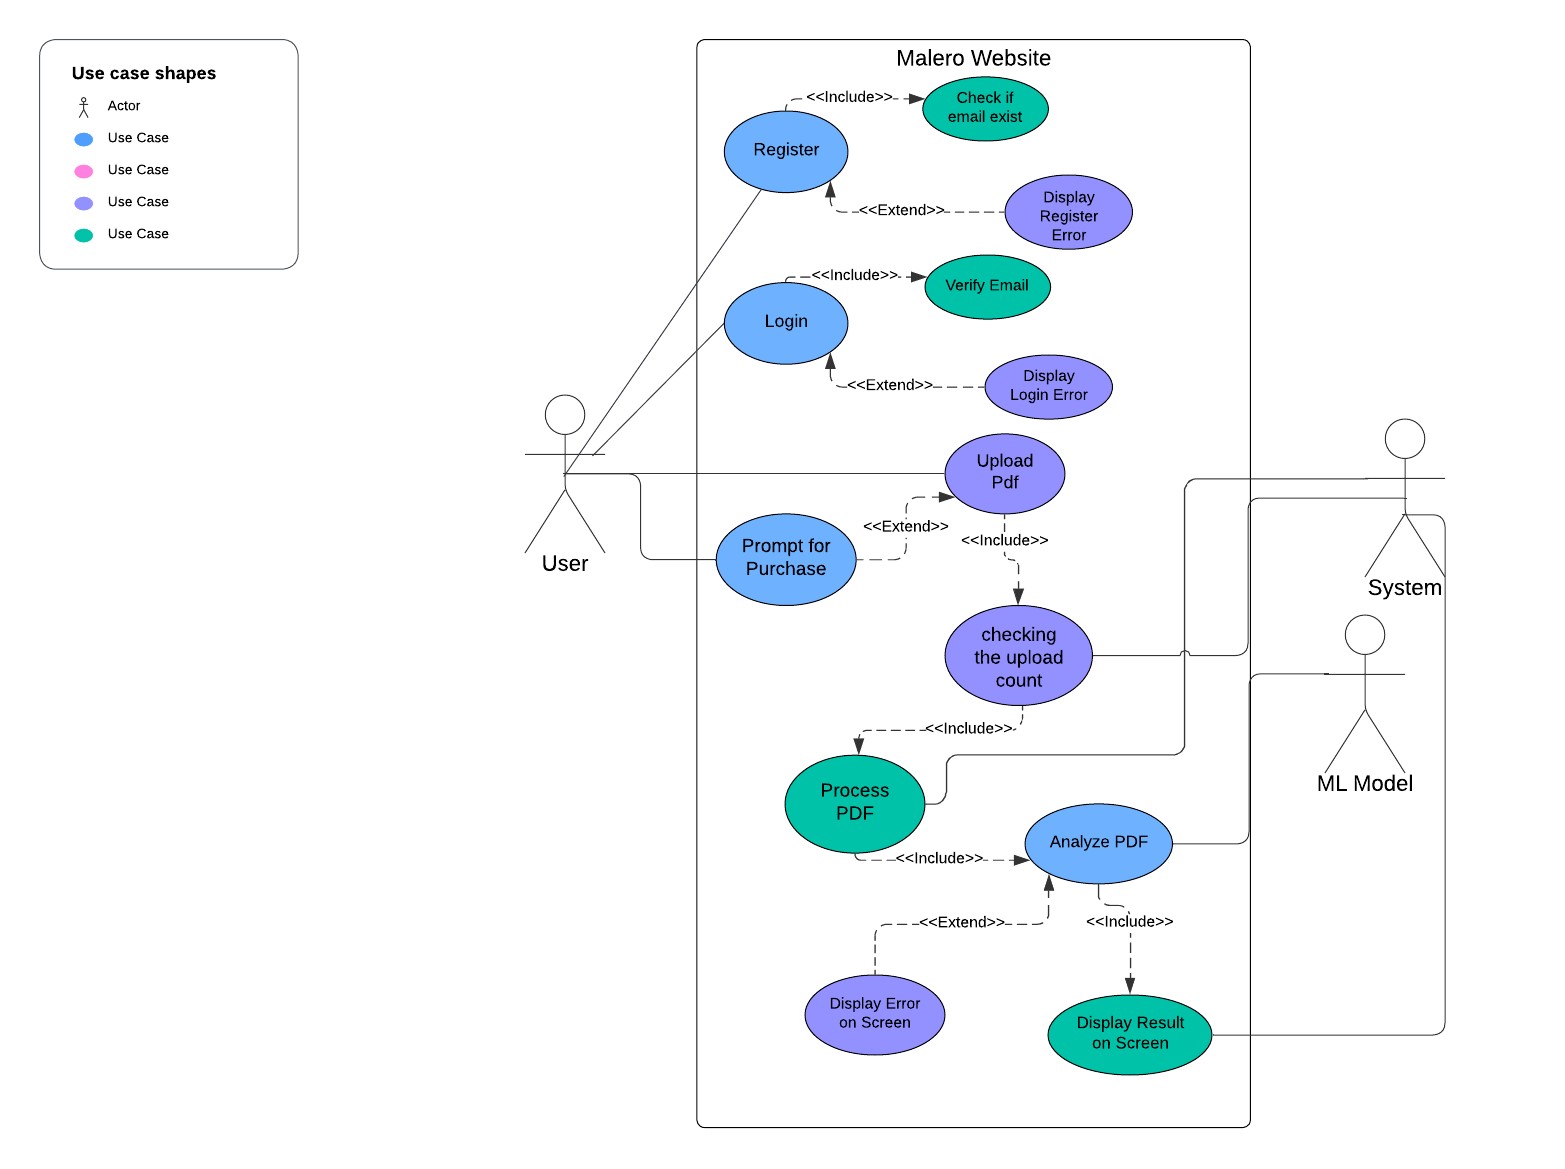 Use case shapes
Actor
Use Case
Use Case
Use Case
Use Case
Malero Website
<<Include>>
Check if
email exist
Register
Display
Register
Error
<<Extend>>
<<Include>>
Verify Email
Login
Display
Login Error
<<Extend>>
Upload
Pdf
<<Extend>>
<<Include>>
Prompt for
Purchase
User
System
checking
the upload
count
<<Include>>
ML Model
Process
PDF
Analyze PDF
<<Include>>
<<Extend>>
<<Include>>
Display Error
on Screen
Display Result
on Screen